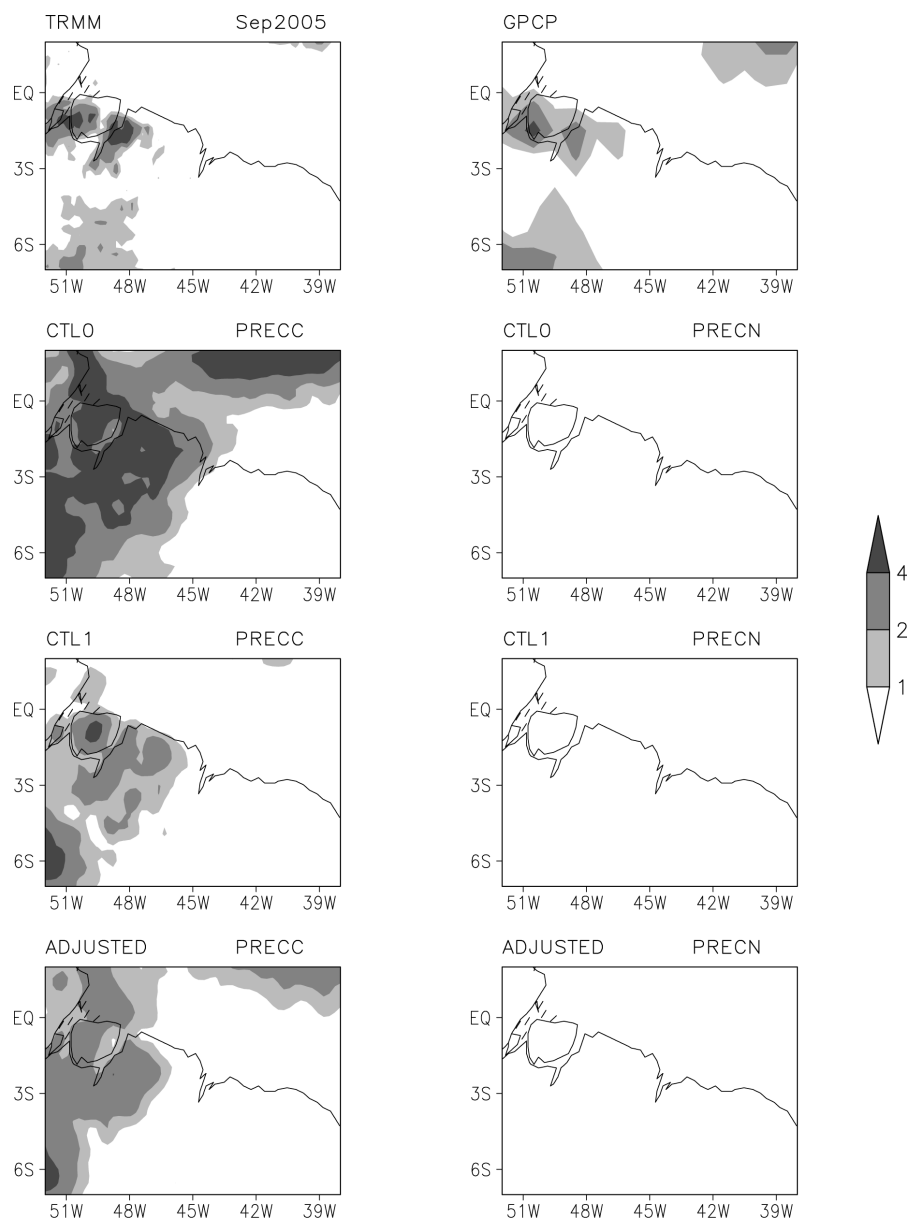 TRMM Sep2005 GPCP
EQ EQ
3S 3S
6S 6S
51W 48W 45W 42W 39W 51W 48W 45W 42W 39W
CTL0 PRECC CTL0 PRECN
EQ EQ
3S 3S
6S 6S
51W 48W 45W 42W 39W 51W 48W 45W 42W 39W
4
2
1
CTL1 PRECC CTL1 PRECN
EQ EQ
3S 3S
6S 6S
51W 48W 45W 42W 39W 51W 48W 45W 42W 39W
ADJUSTED PRECC ADJUSTED PRECN
EQ EQ
3S 3S
6S 6S
51W 48W 45W 42W 39W 51W 48W 45W 42W 39W